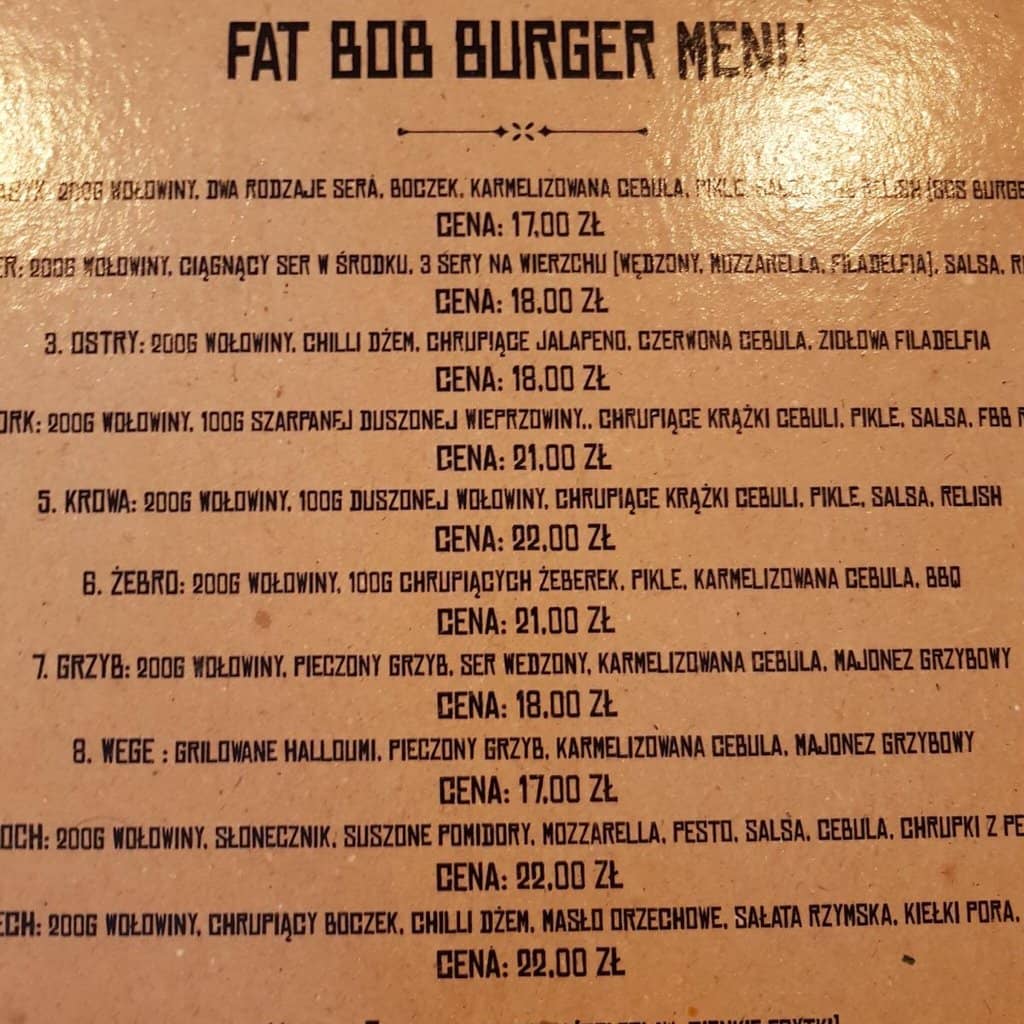 FAT BOB BURGER MENU
200G WOŁOWINY, DWA RODZAJE SERA, BOCZEK, KARMELIZOWANA CEBULA, PIKLE, RELISH
CENA: 17,00 ZŁ
200G WOŁOWINY, CIĄGNĄCY SER W ŚRODKU, 3 SERY NA WIERZCHU [WĘDZONY, MOZZARELLA, FILADELFIA], SALSA,
CENA: 18,00 ZŁ
3. OSTRY: 200G WOŁOWINY, CHILLI DŻEM, CHRUPIĄCE JALAPENO, CZERWONA CEBULA, ZIOŁOWA FILADELFIA
CENA: 18,00 ZŁ
200G WOŁOWINY, 100G SZARPANEJ DUSZONEJ WIEPRZOWINY,, CHRUPIĄCE KRĄŻKI CEBULI, PIKLE, SALSA, FBB
CENA: 21,00 ZŁ
5. KROWA: 200G WOŁOWINY, 100G DUSZONEJ WOŁOWINY, CHRUPIĄCE KRĄŻKI CEBULI, PIKLE, SALSA, RELISH
CENA: 22,00 ZŁ
6. ŻEBRO: 200G WOŁOWINY, 100G CHRUPIĄCYCH ŻEBEREK, PIKLE, KARMELIZOWANA CEBULA, BBQ
CENA: 21,00 ZŁ
7. GRZYB: 200G WOŁOWINY, PIECZONY GRZYB, SER WEDZONY, KARMELIZOWANA CEBULA, MAJONEZ GRZYBOWY
CENA: 18,00 ZŁ
8. WEGE : GRILOWANE HALLOUMI, PIECZONY GRZYB, KARMELIZOWANA CEBULA, MAJONEZ GRZYBOWY
CENA: 17,00 ZŁ
200G WOŁOWINY, SŁONECZNIK, SUSZONE POMIDORY, MOZZARELLA, PESTO, SALSA, CEBULA, CHRUPKI Z
CENA: 22,00 ZŁ
200G WOŁOWINY, CHRUPIĄCY BOCZEK, CHILLI DŻEM, MASŁO ORZECHOWE, SAŁATA RZYMSKA, KIEŁKI PORA,
CENA: 22,00 ZŁ